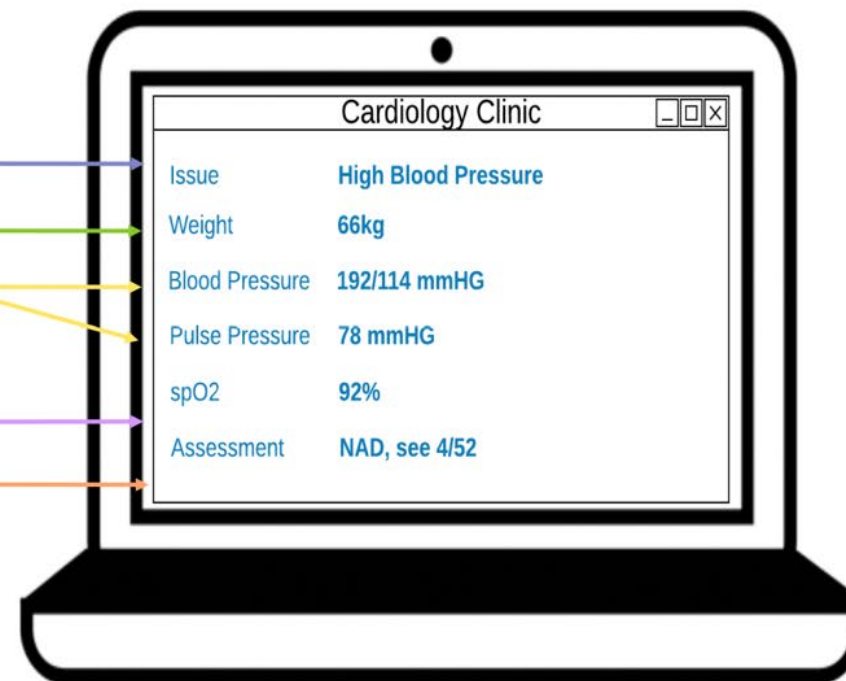 Cardiology Clinic
Issue High Blood Pressure
Weight 66kg
Blood Pressure 192/114 mmHG
Pulse Pressure 78 mmHG
spO2 92%
Assessment NAD, see 4/52